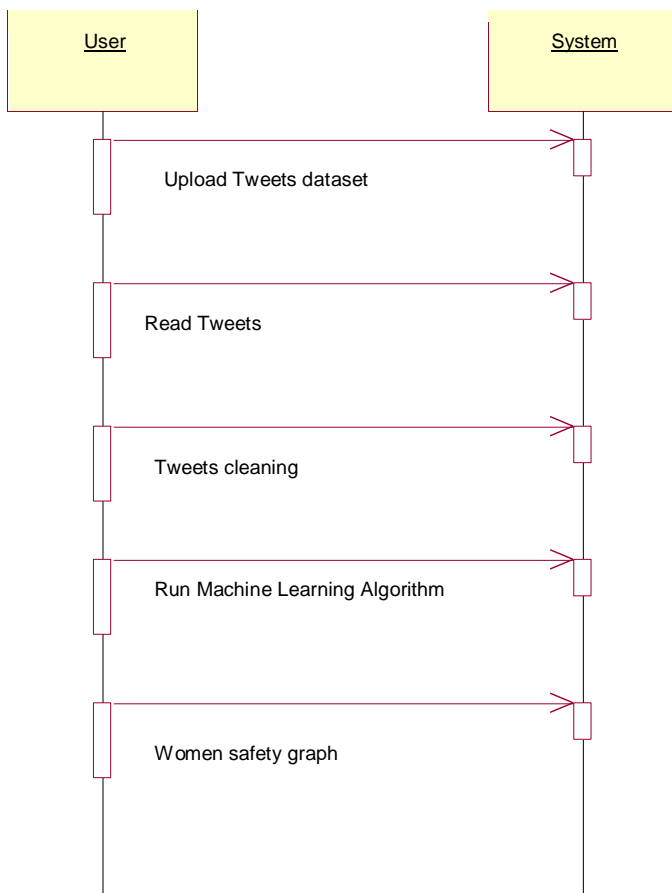 User
System
Upload Tweets dataset
Read Tweets
Tweets cleaning
Run Machine Learning Algorithm
Women safety graph